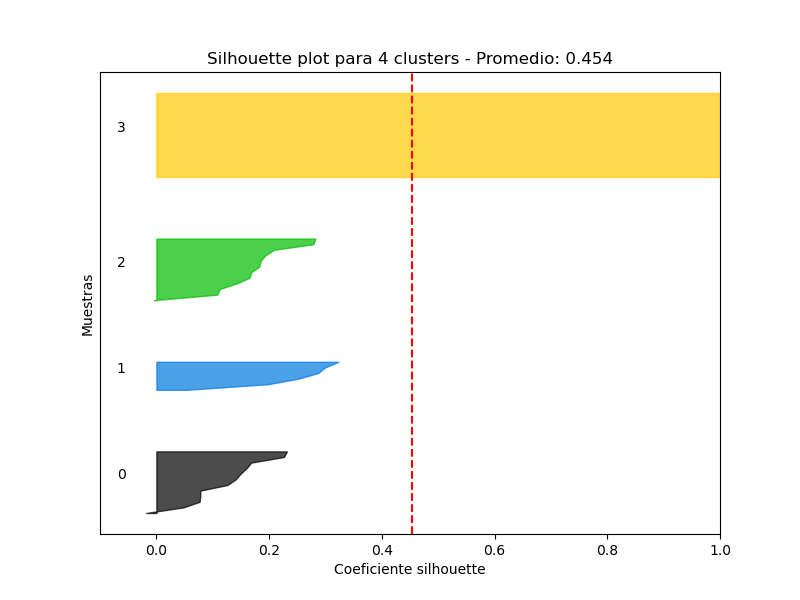 Silhouette plot para 4 clusters - Promedio: 0.454
3
2
1
0
Muestras
0.0 0.2 0.4 0.6 0.8 1.0
Coeficiente silhouette